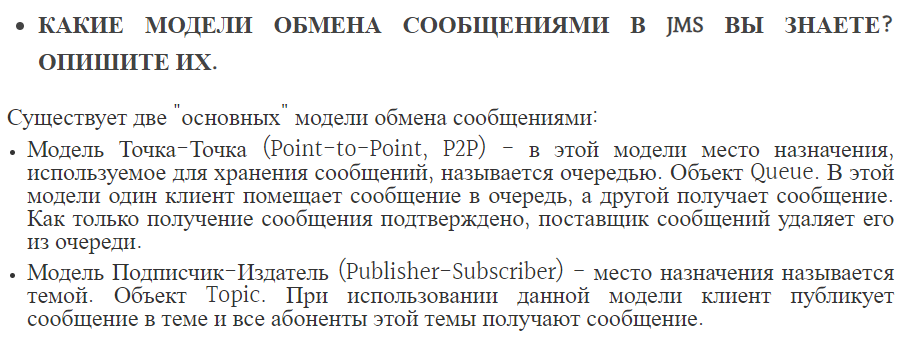 • КАКИЕ МОДЕЛИ ОБМЕНА СООБЩЕНИЯМИ В JMS ВЫ ЗНАЕТЕ?
ОПИШИТЕ ИХ.
Существует две "основных" модели обмена сообщениями:
• Модель Точка-Точка (Point-to-Point, P2P) - в этой модели место назначения,
используемое для хранения сообщений, называется очередью. Объект Queue. В этой
модели один клиент помещает сообщение в очередь, а другой получает сообщение.
Как только получение сообщения подтверждено, поставщик сообщений удаляет его
из очереди.
• Модель Подписчик-Издатель (Publisher-Subscriber) - место назначения называется
темой. Объект Topic. При использовании данной модели клиент публикует
сообщение в теме и все абоненты этой темы получают сообщение.